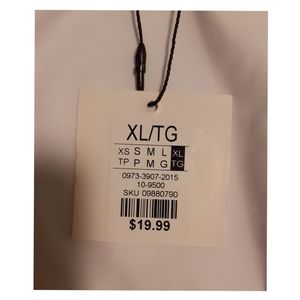 XL/TG
XS S M L XL
TP P M G TG
0973-3907-2015
10-9500
SKU 09880790
$19.99